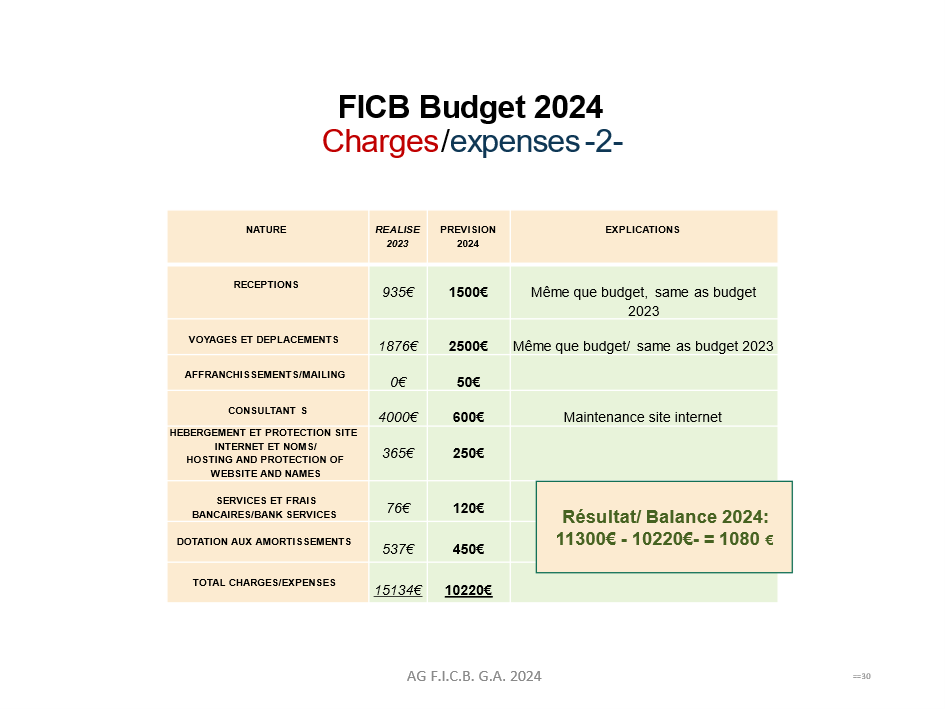 FICB Budget 2024
Charges/expenses -2-
NATURE
REALISE
2023
PREVISION
2024
EXPLICATIONS
RECEPTIONS
935€
1500€
Même que budget, same as budget
2023
VOYAGES ET DEPLACEMENTS
1876€
2500€
Même que budget/ same as budget 2023
AFFRANCHISSEMENTS/MAILING
0€
50€
CONSULTANT S
4000€
600€
Maintenance site internet
HEBERGEMENT ET PROTECTION SITE
INTERNET ET NOMS/
HOSTING AND PROTECTION OF
WEBSITE AND NAMES
365€
250€
SERVICES ET FRAIS
BANCAIRES/BANK SERVICES
76€
120€
DOTATION AUX AMORTISSEMENTS
537€
450€
TOTAL CHARGES/EXPENSES
15134€
10220€
Résultat/ Balance 2024:
11300€ - 10220€- = 1080 €
AG F.I.C.B. G.A. 2024
==30